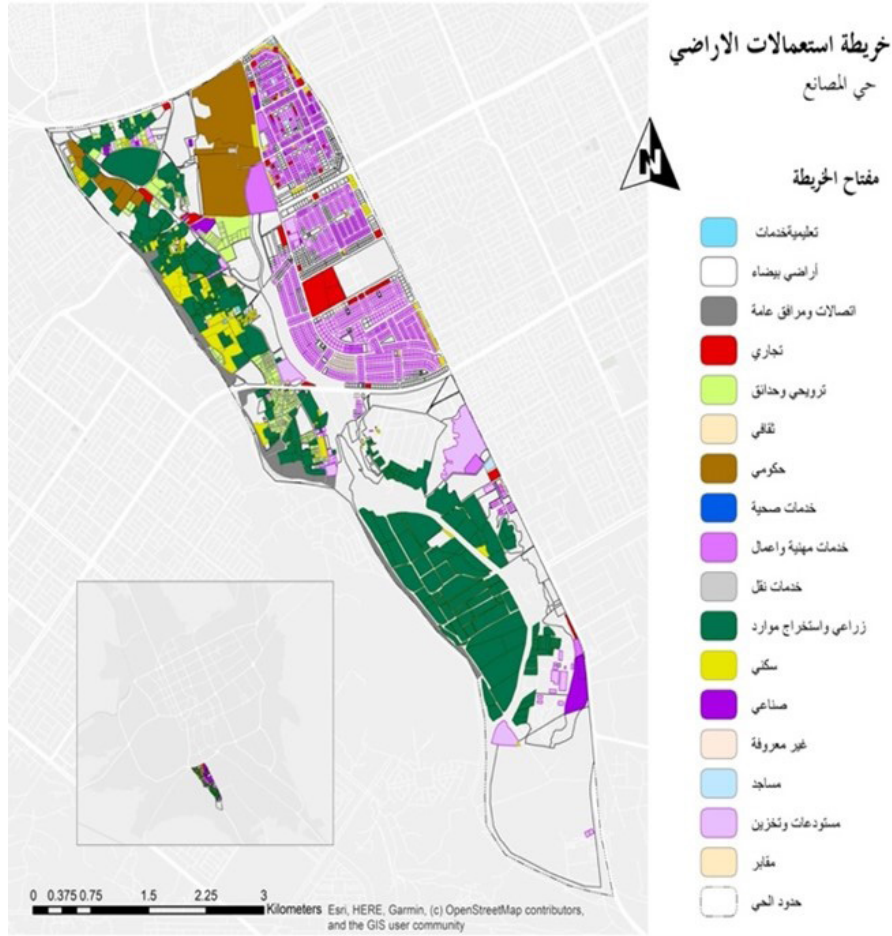 خريطة استعمالات الاراضي
حي المصانع
N
مفتاح الخريطة
تعليميةخدمات
أراضي بيضاء
اتصالات ومرافق عامة
تجاري
ترويحي وحدائق
ثقافي
حكومي
خدمات صحية
خدمات مهنية واعمال
خدمات نقل
زراعي واستخراج موارد
سكني
صناعي
غير معروفة
مساجد
مستودعات وتخزين
مقابر
حدود الحي
0 0.375 0.75 1.5 2.25 3
Kilometers
Esri, HERE, Garmin, (c) OpenStreetMap contributors,
and the GIS user community